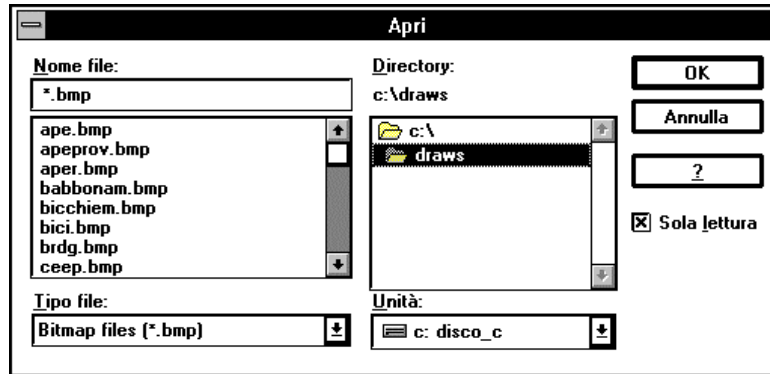 Apri
Nome file:
*.bmp
ape.bmp
apeprov.bmp
aper.bmp
babbonam.bmp
bicchiem.bmp
bici.bmp
brdg.bmp
ceep.bmp
Tipo file:
Bitmap files (*.bmp)
Directory:
c:\draws
c:\
draws
Unità:
c: disco_c
OK
Annulla
?
Sola lettura